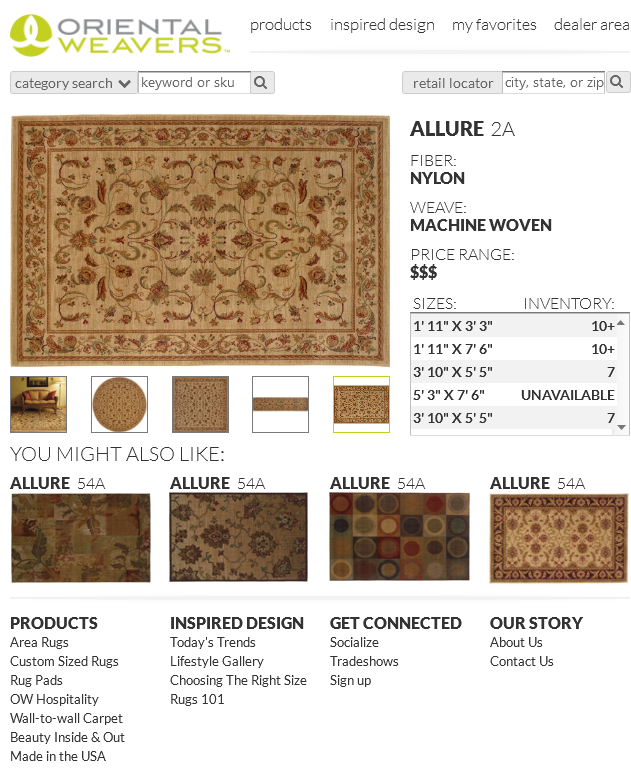 ORIENTAL
WEAVERS™
products inspired design my favorites dealer area
category search keyword or sku retail locator city, state, or zip
ALLURE 2A
FIBER:
NYLON
WEAVE:
MACHINE WOVEN
PRICE RANGE:
$$$
SIZES: INVENTORY:
1' 11" X 3' 3" 10+
1' 11" X 7' 6" 10+
3' 10" X 5' 5" 7
5' 3" X 7' 6" UNAVAILABLE
3' 10" X 5' 5" 7
YOU MIGHT ALSO LIKE:
ALLURE 54A ALLURE 54A ALLURE 54A ALLURE 54A
PRODUCTS
Area Rugs
Custom Sized Rugs
Rug Pads
OW Hospitality
Wall-to-wall Carpet
Beauty Inside & Out
Made in the USA
INSPIRED DESIGN
Today's Trends
Lifestyle Gallery
Choosing The Right Size
Rugs 101
GET CONNECTED
Socialize
Tradeshows
Sign up
OUR STORY
About Us
Contact Us